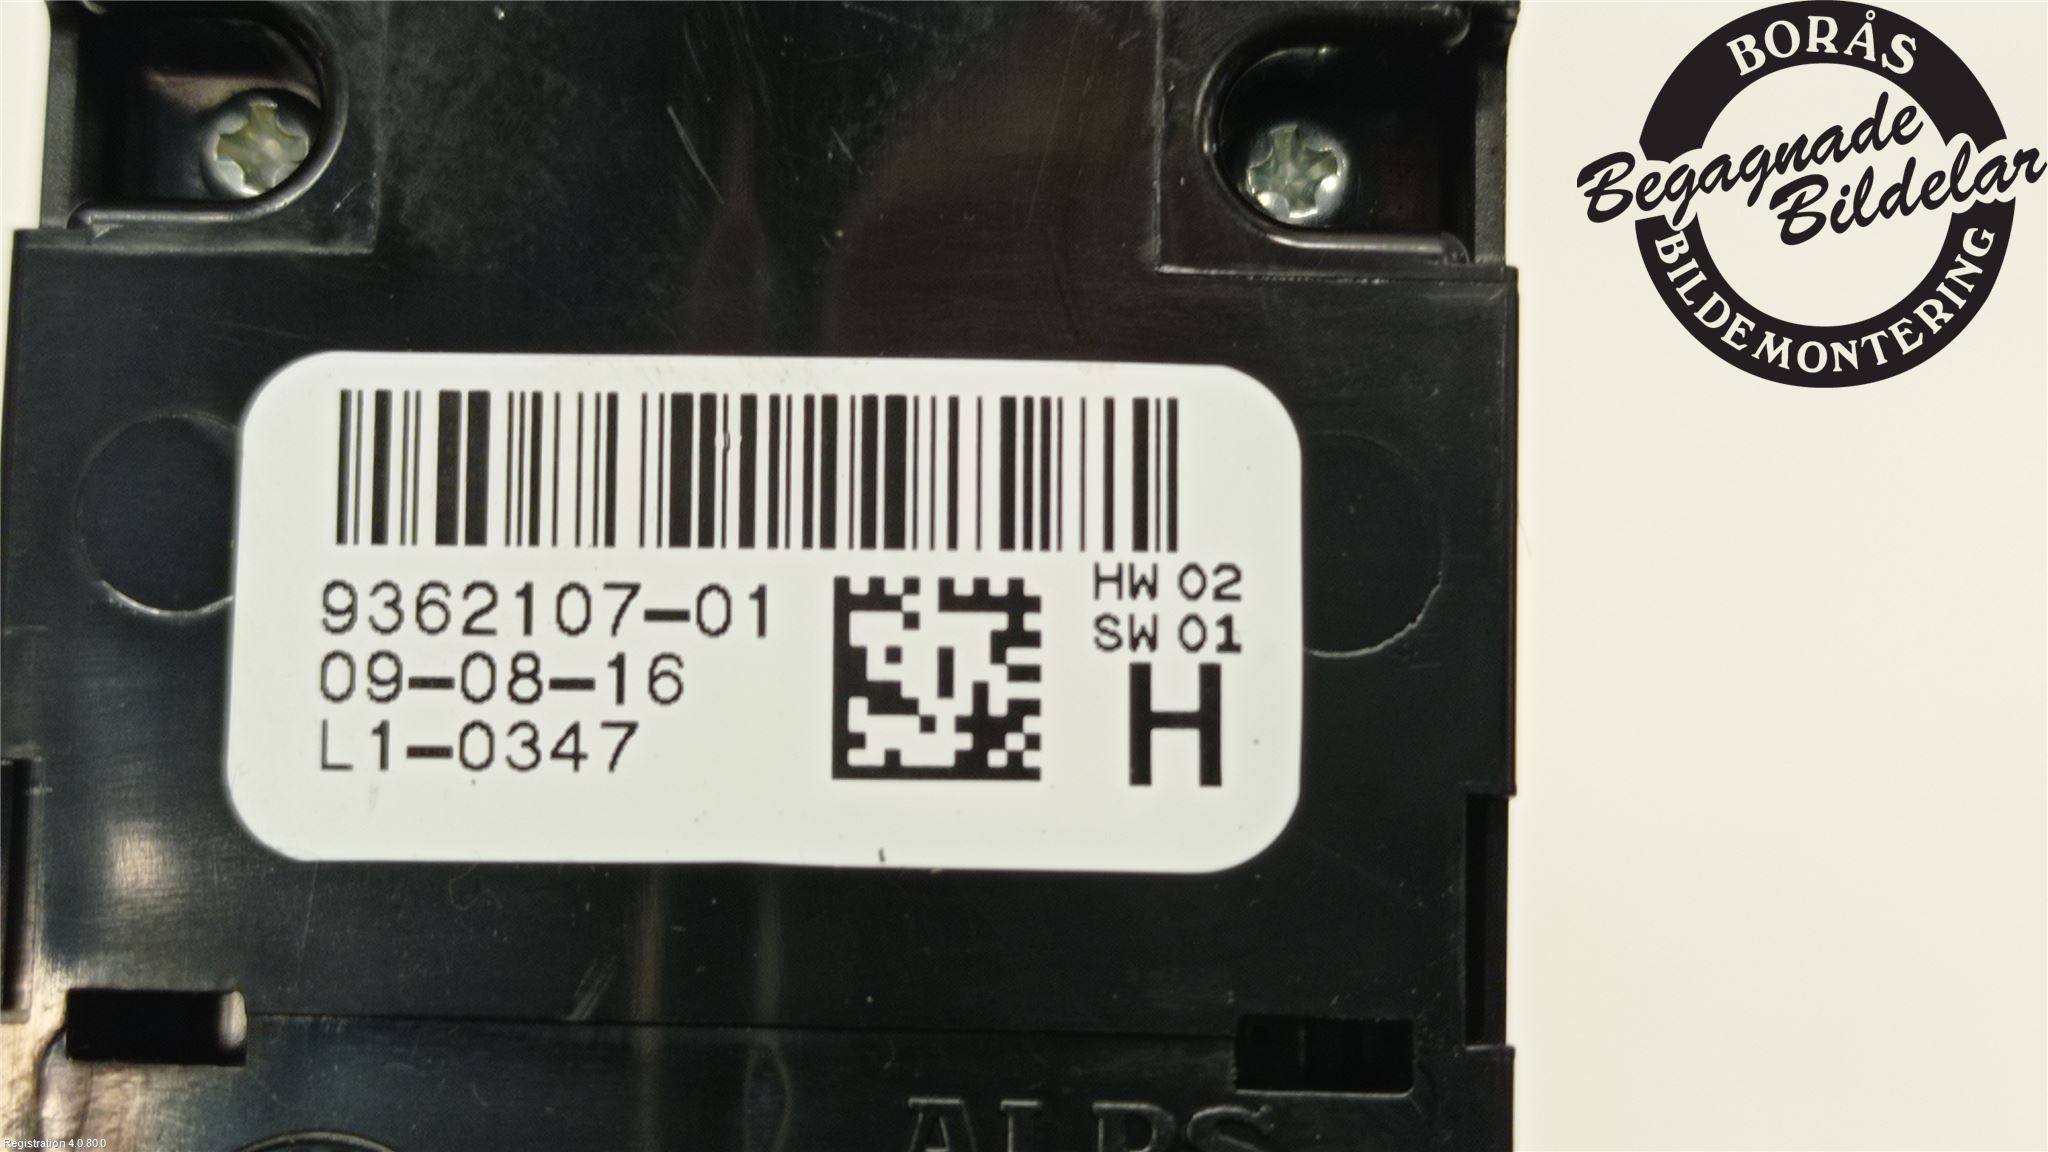 BORÅS
Begagnade
Bildelar
BILDEMONTERING
9362107-01
09-08-16
L1-0347
HW 02
SW 01
H
ALPS
Registration 4.0.80.0